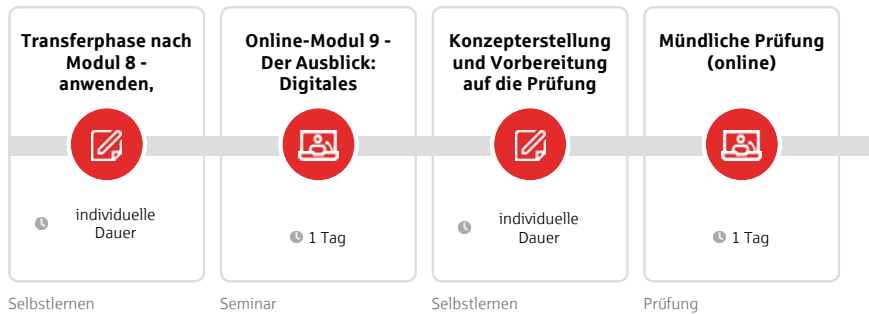 Transferphase nach
Modul 8 -
anwenden,
individuelle
Dauer
Selbstlernen
Online-Modul 9 -
Der Ausblick:
Digitales
1 Tag
Seminar
Konzepterstellung
und Vorbereitung
auf die Prüfung
individuelle
Dauer
Selbstlernen
Mündliche Prüfung
(online)
1 Tag
Prüfung